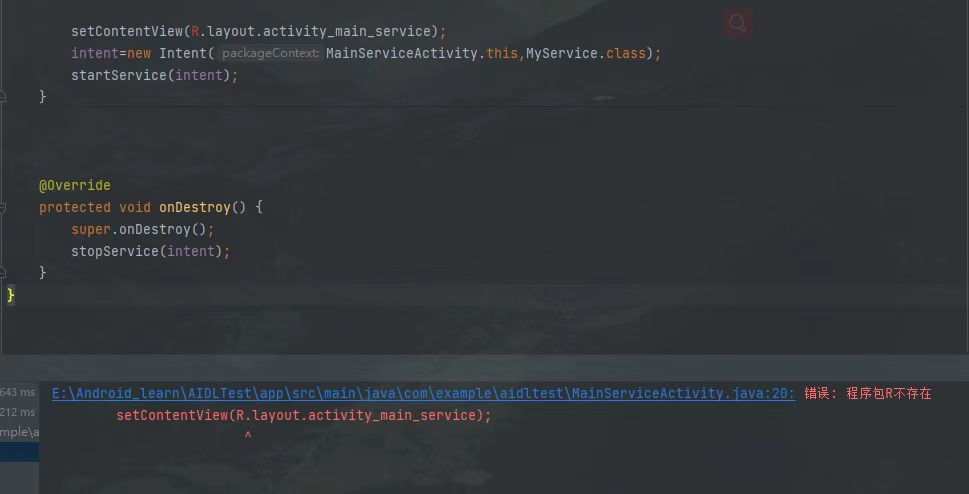 setContentView(R.layout.activity_main_service);
intent=new Intent( packageContext: MainServiceActivity.this,MyService.class);
startService(intent);
}
@Override
protected void onDestroy() {
super.onDestroy();
stopService(intent);
}
}
643 ms E:\Android_learn\AIDLTest\app\src\main\java\com\example\aidltest\MainServiceActivity.java:20: 错误: 程序包R不存在
212 ms setContentView(R.layout.activity_main_service);
mple\a ^